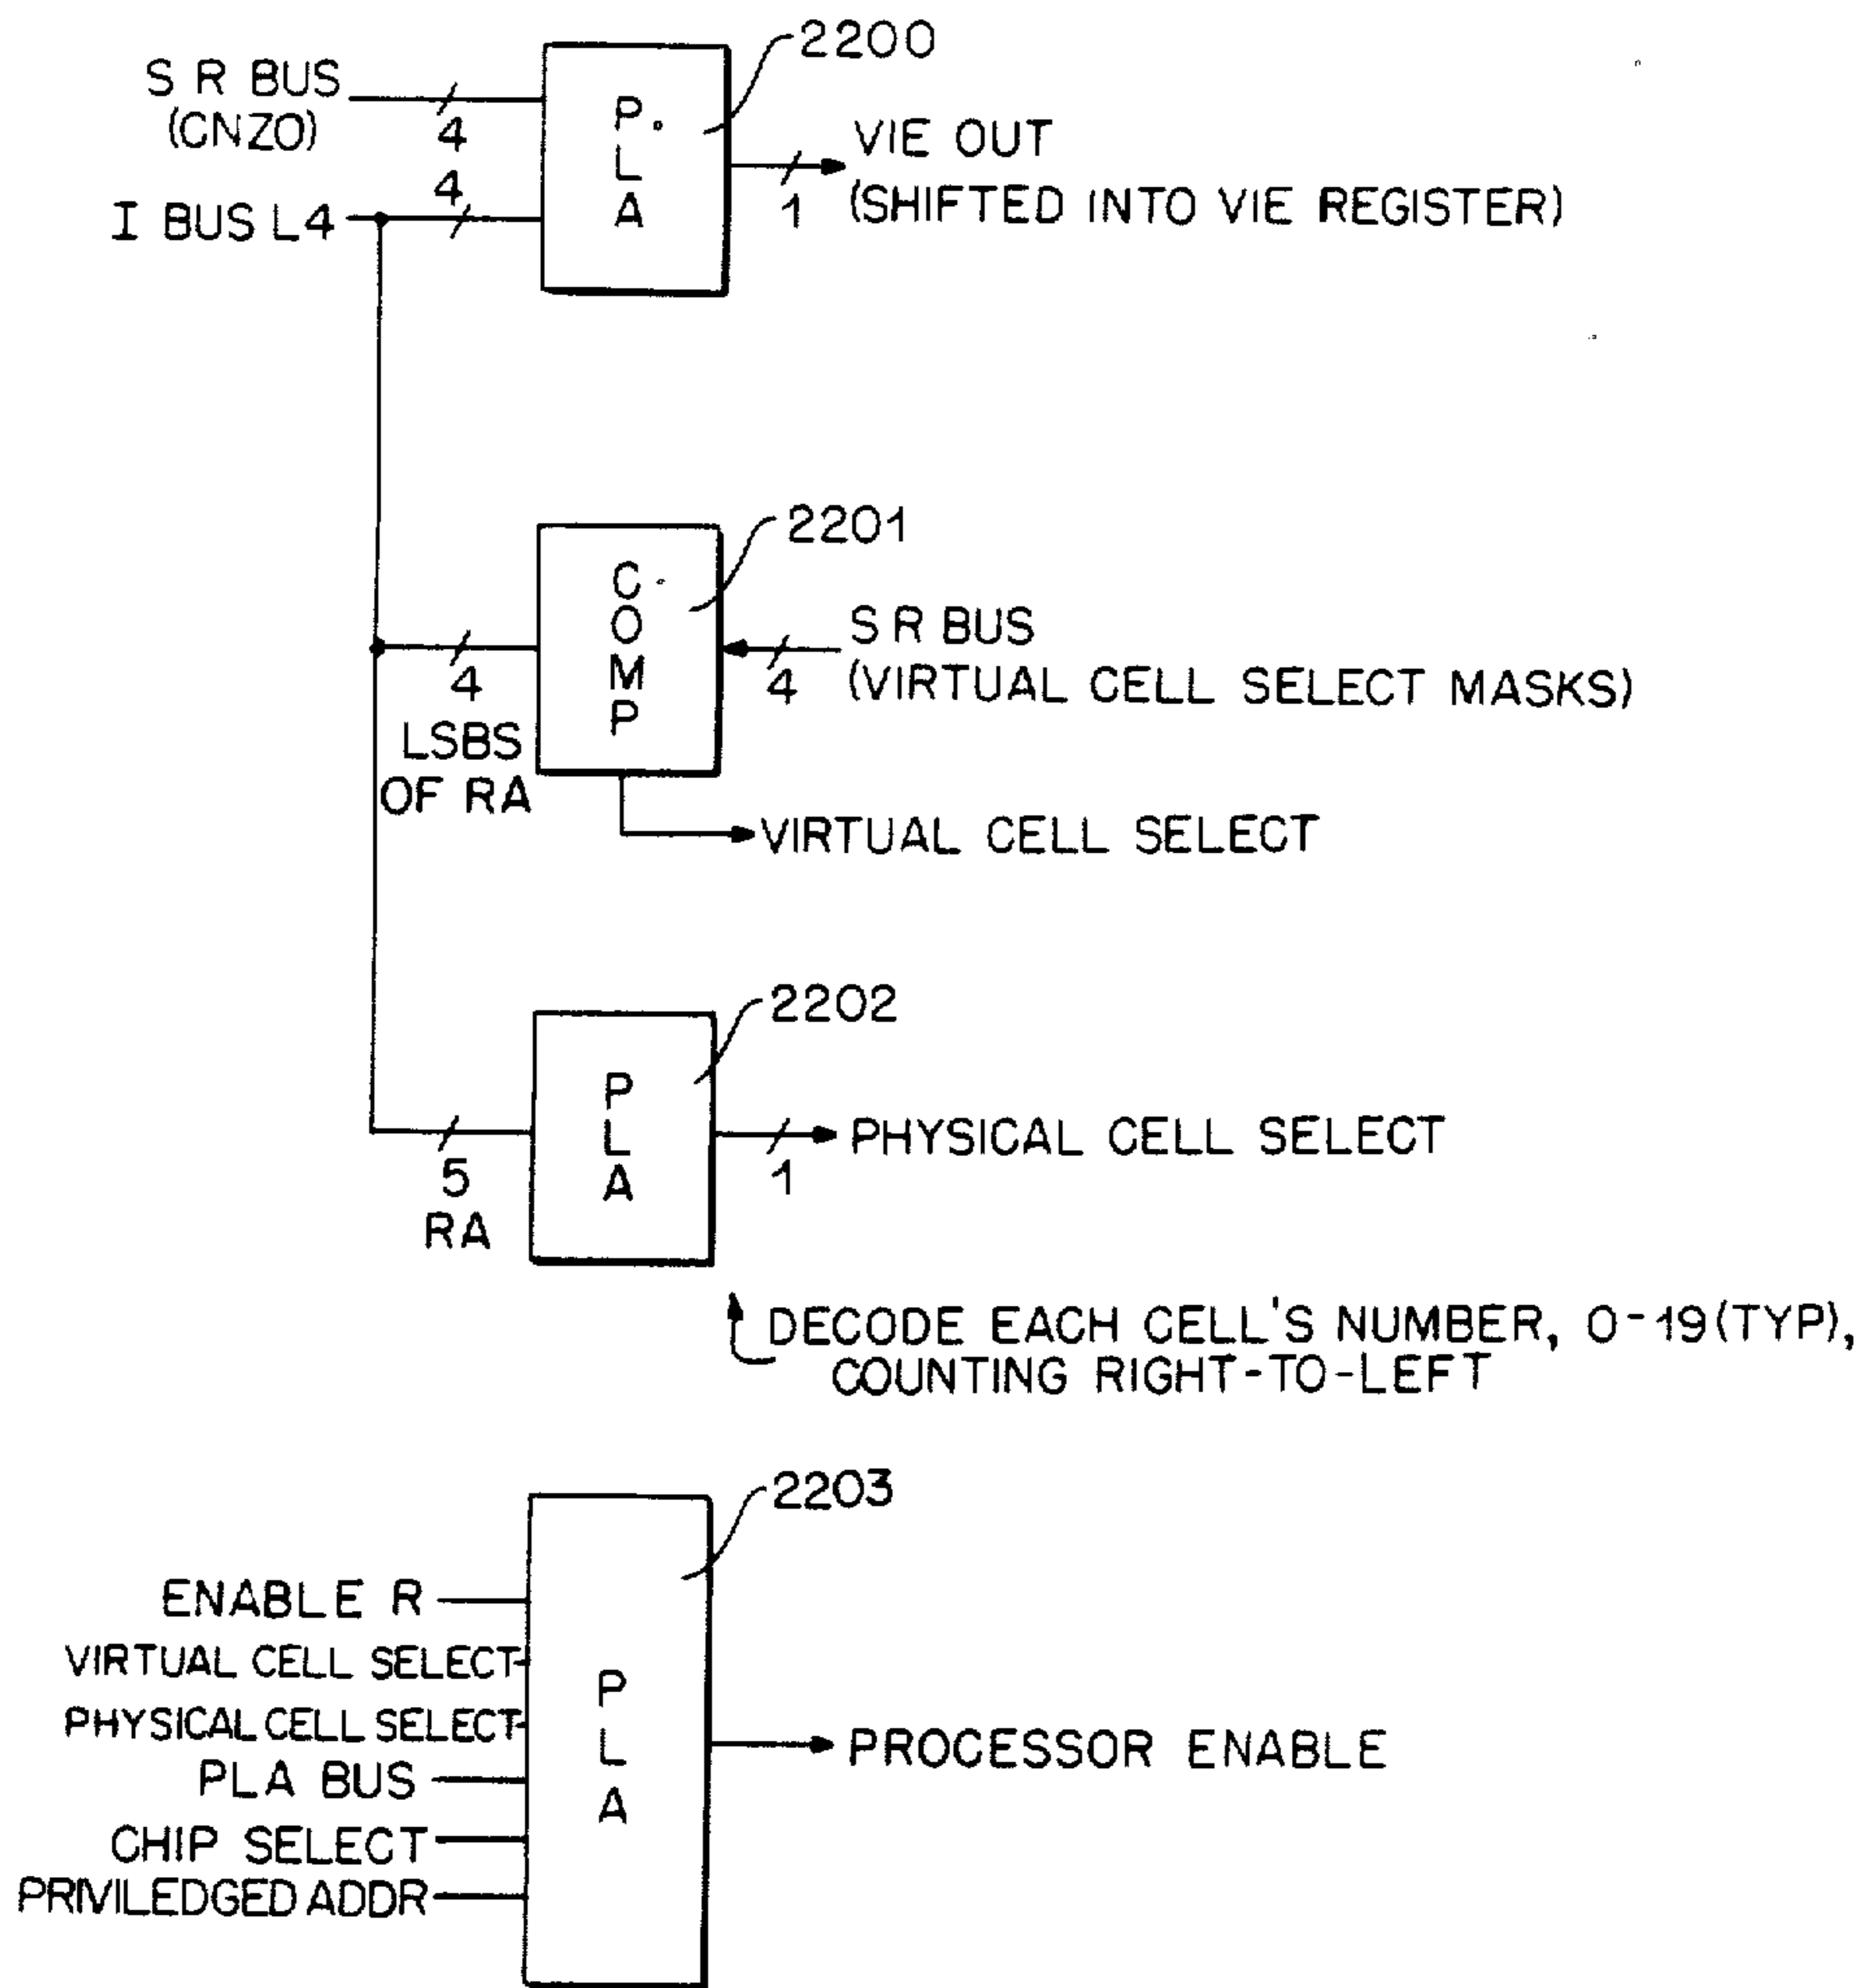 2200
S R BUS
(CNZO)
4
P
L
A
VIE OUT
1
(SHIFTED INTO VIE REGISTER)
4
I BUS L4
2201
C
O
M
P
4
LSBS
OF RA
S R BUS
4
(VIRTUAL CELL SELECT MASKS)
VIRTUAL CELL SELECT
2202
P
L
A
5
RA
1
PHYSICAL CELL SELECT
DECODE EACH CELL'S NUMBER, 0-19(TYP),
COUNTING RIGHT-TO-LEFT
2203
ENABLE R
VIRTUAL CELL SELECT
PHYSICAL CELL SELECT
PLA BUS
CHIP SELECT
PRIVILEDGED ADDR
P
L
A
PROCESSOR ENABLE